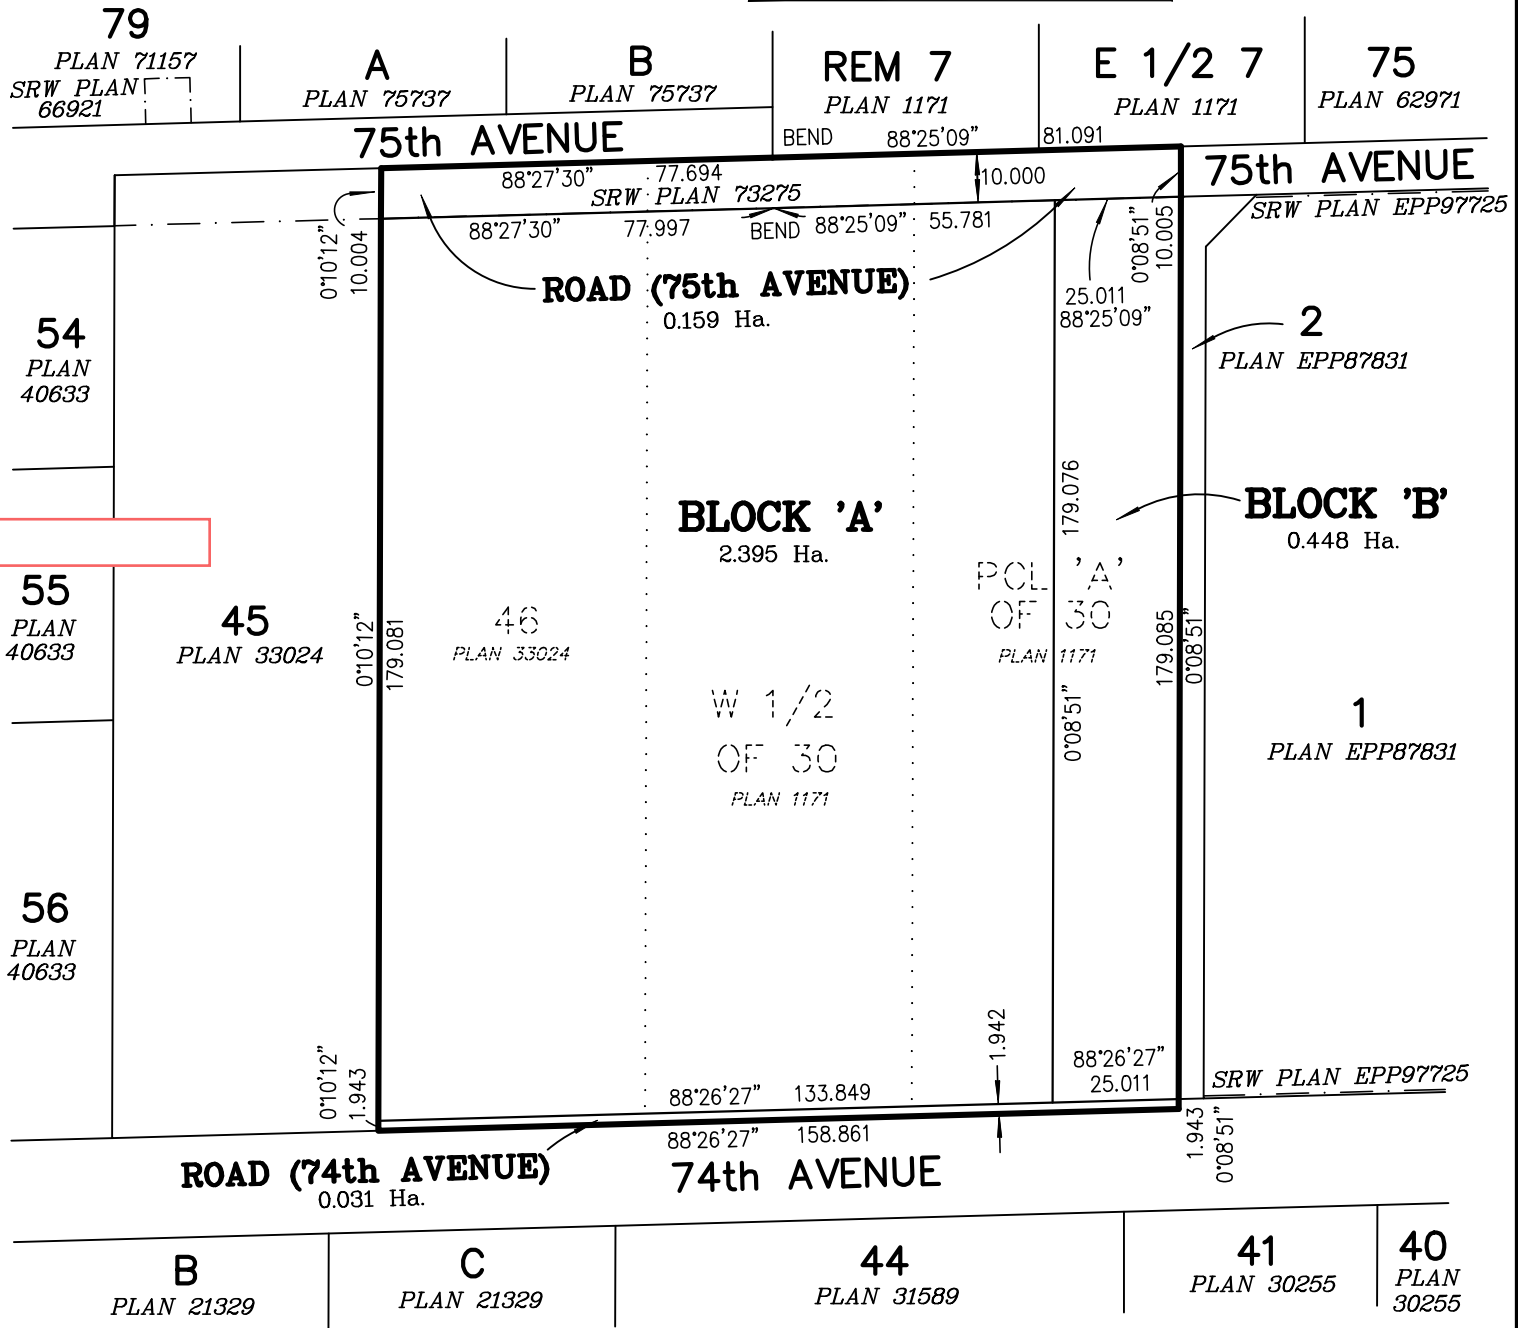 79
PLAN 71157
SRW PLAN
66921
A
PLAN 75737
B
PLAN 75737
REM 7
PLAN 1171
E 1/2 7
PLAN 1171
75
PLAN 62971
75th AVENUE
BEND 88°25'09" 81.091
75th AVENUE
88°27'30" 77.694
SRW PLAN 73275
10.000
SRW PLAN EPP97725
88°27'30" 77.997 BEND 88°25'09" 55.781
0°10'12"
10.004
0°08'51"
10.005
ROAD (75th AVENUE)
0.159 Ha.
25.011
88°25'09"
54
PLAN
40633
2
PLAN EPP87831
179.076
BLOCK 'A'
2.395 Ha.
BLOCK 'B'
0.448 Ha.
PCL 'A'
OF 30
PLAN 1171
55
PLAN
40633
45
PLAN 33024
0°10'12"
179.081
46
PLAN 33024
179.085
0°08'51"
W 1/2
OF 30
PLAN 1171
0°08'51"
1
PLAN EPP87831
56
PLAN
40633
1.942
88°26'27"
25.011
0°10'12"
1.943
88°26'27" 133.849
SRW PLAN EPP97725
88°26'27" 158.861
1.943
0°08'51"
ROAD (74th AVENUE)
0.031 Ha.
74th AVENUE
B
PLAN 21329
C
PLAN 21329
44
PLAN 31589
41
PLAN 30255
40
PLAN
30255